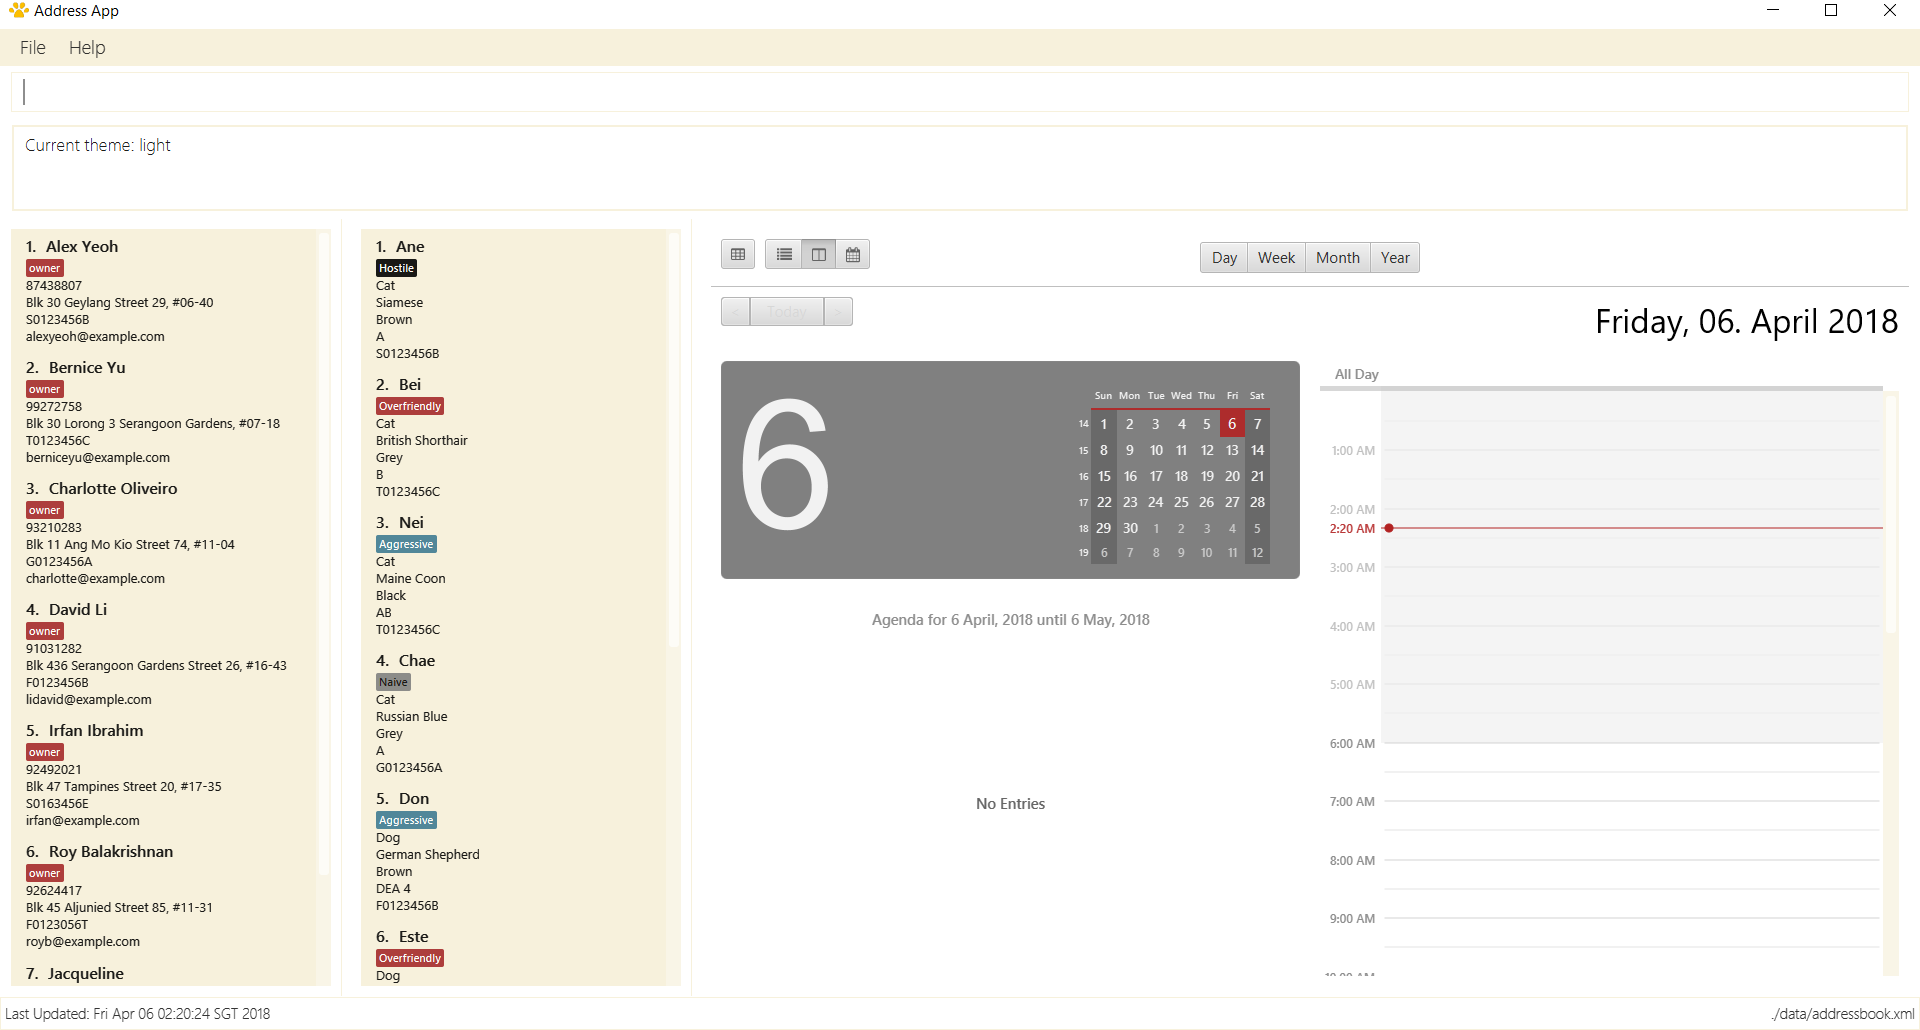 Address App
File Help
Current theme: light
1. Alex Yeoh
owner
87438807
Blk 30 Geylang Street 29, #06-40
S0123456B
alexyeoh@example.com
2. Bernice Yu
owner
99272758
Blk 30 Lorong 3 Serangoon Gardens, #07-18
T0123456C
berniceyu@example.com
3. Charlotte Oliveiro
owner
93210283
Blk 11 Ang Mo Kio Street 74, #11-04
G0123456A
charlotte@example.com
4. David Li
owner
91031282
Blk 436 Serangoon Gardens Street 26, #16-43
F0123456B
lidavid@example.com
5. Irfan Ibrahim
owner
92492021
Blk 47 Tampines Street 20, #17-35
S0163456E
irfan@example.com
6. Roy Balakrishnan
owner
92624417
Blk 45 Aljunied Street 85, #11-31
F0123056T
royb@example.com
7. Jacqueline
1. Ane
Hostile
Cat
Siamese
Brown
A
S0123456B
2. Bei
Overfriendly
Cat
British Shorthair
Grey
B
T0123456C
3. Nei
Aggressive
Cat
Maine Coon
Black
AB
T0123456C
4. Chae
Naive
Cat
Russian Blue
Grey
A
G0123456A
5. Don
Aggressive
Dog
German Shepherd
Brown
DEA 4
F0123456B
6. Este
Overfriendly
Dog
Day Week Month Year
< Today >
Friday, 06. April 2018
6
Sun Mon Tue Wed Thu Fri Sat
14 1 2 3 4 5 6 7
15 8 9 10 11 12 13 14
16 15 16 17 18 19 20 21
17 22 23 24 25 26 27 28
18 29 30 1 2 3 4 5
19 6 7 8 9 10 11 12
Agenda for 6 April, 2018 until 6 May, 2018
No Entries
All Day
1:00 AM
2:00 AM
2:20 AM
3:00 AM
4:00 AM
5:00 AM
6:00 AM
7:00 AM
8:00 AM
9:00 AM
10:00 AM
Last Updated: Fri Apr 06 02:20:24 SGT 2018
./data/addressbook.xml